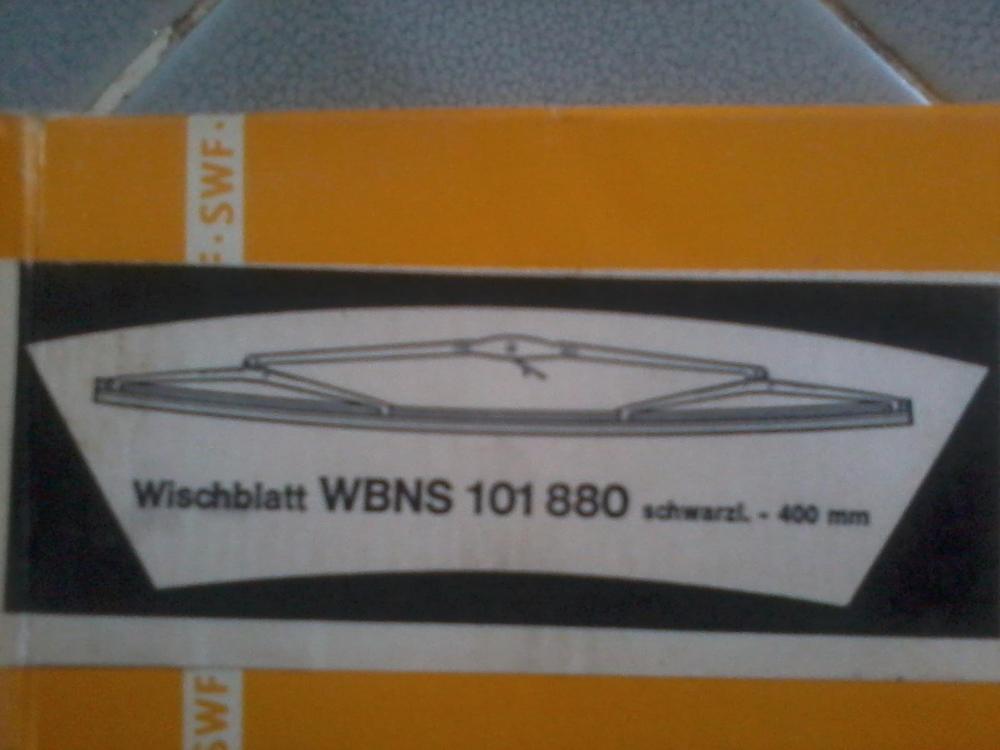 · SWF ·
Wischblatt WBNS 101 880 schwarzl. - 400 mm
SWF